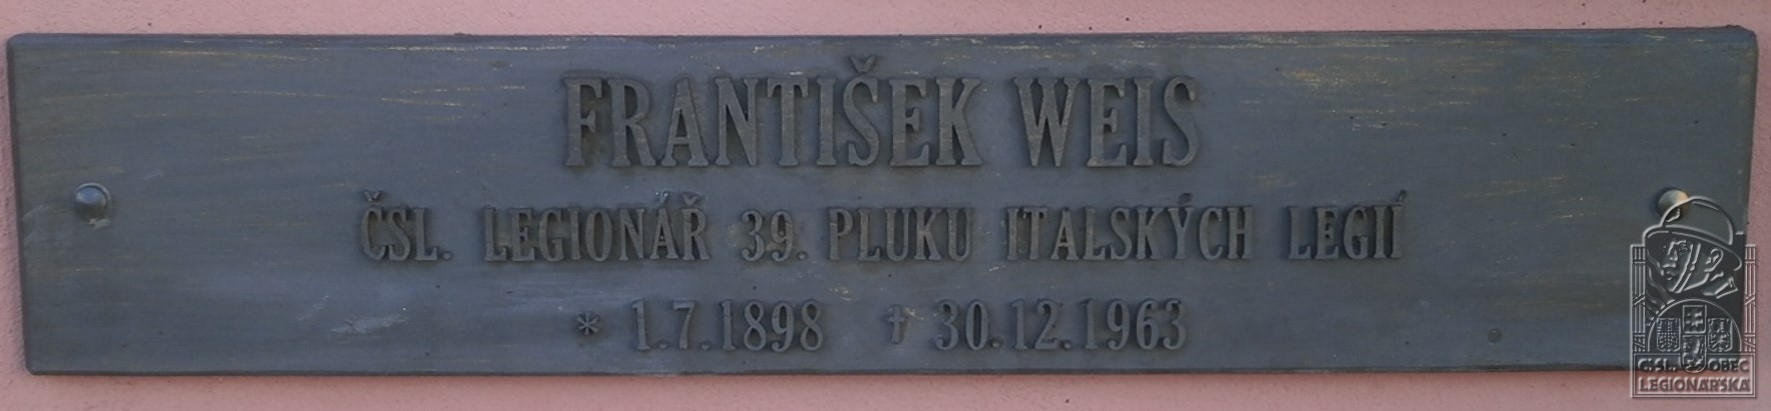 FRANTIŠEK WEIS
ČSL. LEGIONÁŘ 39. PLUKU ITALSKÝCH LEGIÍ
* 1.7.1898 † 30.12.1963
ČSL. OBEC
LEGIONÁŘSKÁ